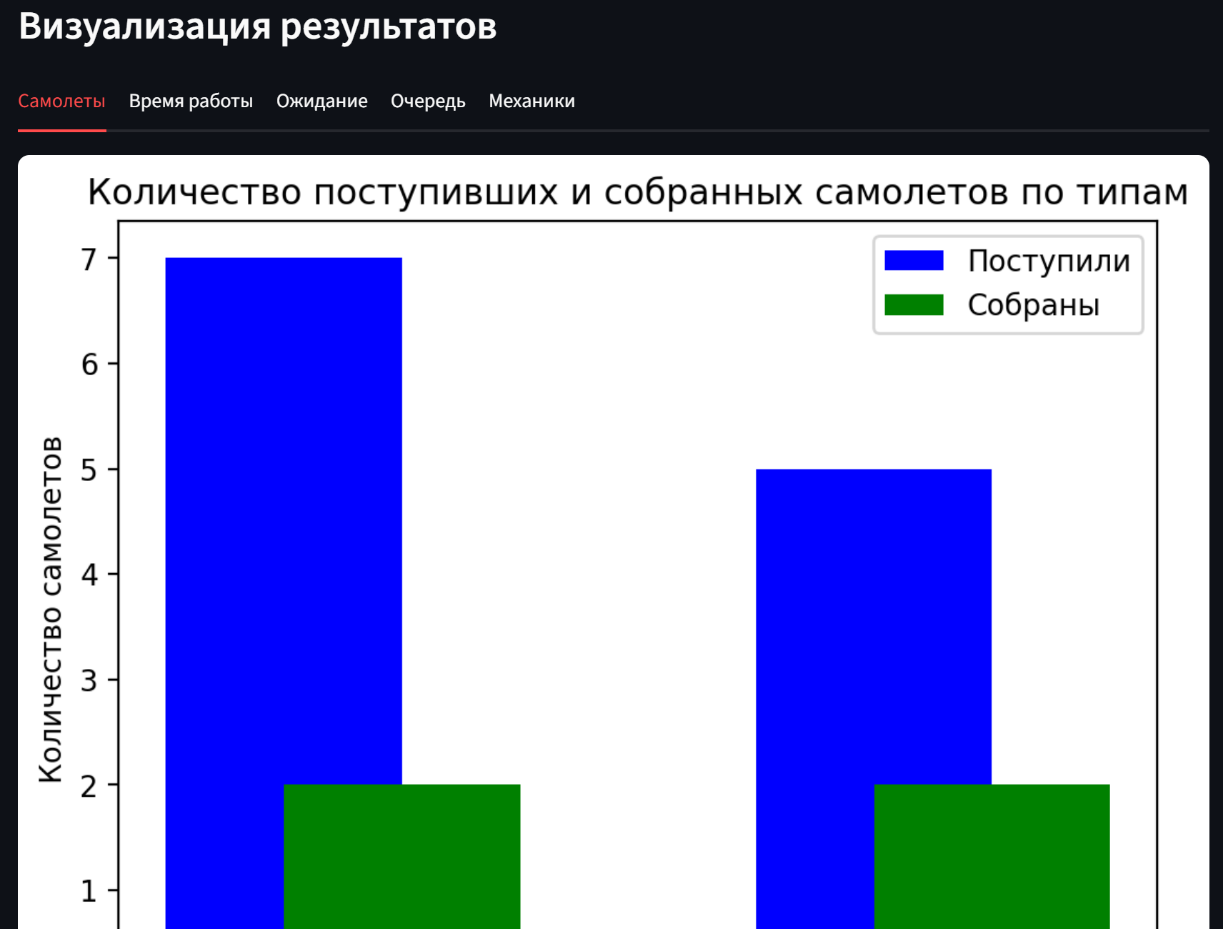 Визуализация результатов
Самолеты Время работы Ожидание Очередь Механики
Количество поступивших и собранных самолетов по типам
Поступили
Собраны
Количество самолетов
7
6
5
4
3
2
1